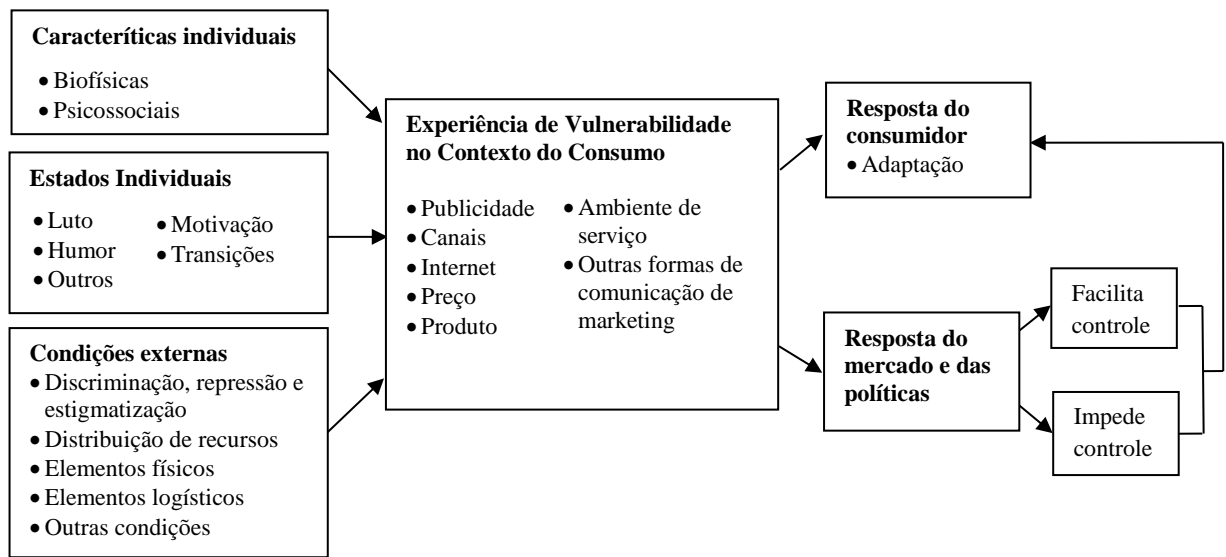 Carateríticas individuais
• Biofísicas
• Psicossociais
Estados Individuais
• Luto
• Humor
• Outros
• Motivação
• Transições
Condições externas
• Discriminação, repressão e
estigmatização
• Distribuição de recursos
• Elementos físicos
• Elementos logísticos
• Outras condições
Experiência de Vulnerabilidade
no Contexto do Consumo
• Publicidade
• Canais
• Internet
• Preço
• Produto
• Ambiente de
serviço
• Outras formas de
comunicação de
marketing
Resposta do
consumidor
• Adaptação
Resposta do
mercado e das
políticas
Facilita
controle
Impede
controle